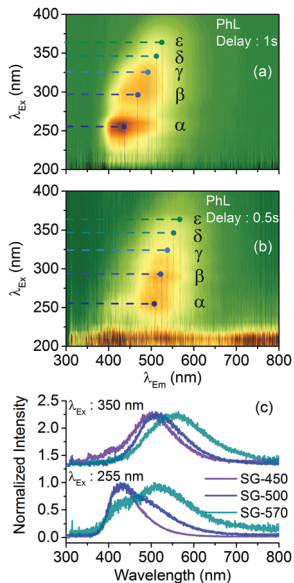 PhL
Delay : 1s
(a)
400
350
300
250
200
λEx (nm)
ε
δ
γ
β
α
PhL
Delay : 0.5s
(b)
400
350
300
250
200
λEx (nm)
ε
δ
γ
β
α
300 400 500 600 700 800
λEm (nm)
(c)
2.5
2.0
1.5
1.0
0.5
0.0
Normalized Intensity
λEx : 350 nm
λEx : 255 nm
SG-450
SG-500
SG-570
300 400 500 600 700 800
Wavelength (nm)